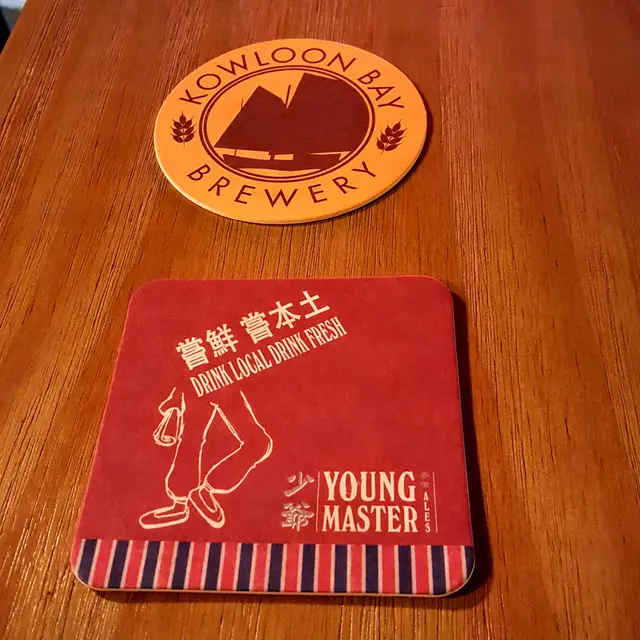 KOWLOON BAY
BREWERY
嘗鮮 嘗本土
DRINK LOCAL DRINK FRESH
少爺
YOUNG
MASTER
ALES